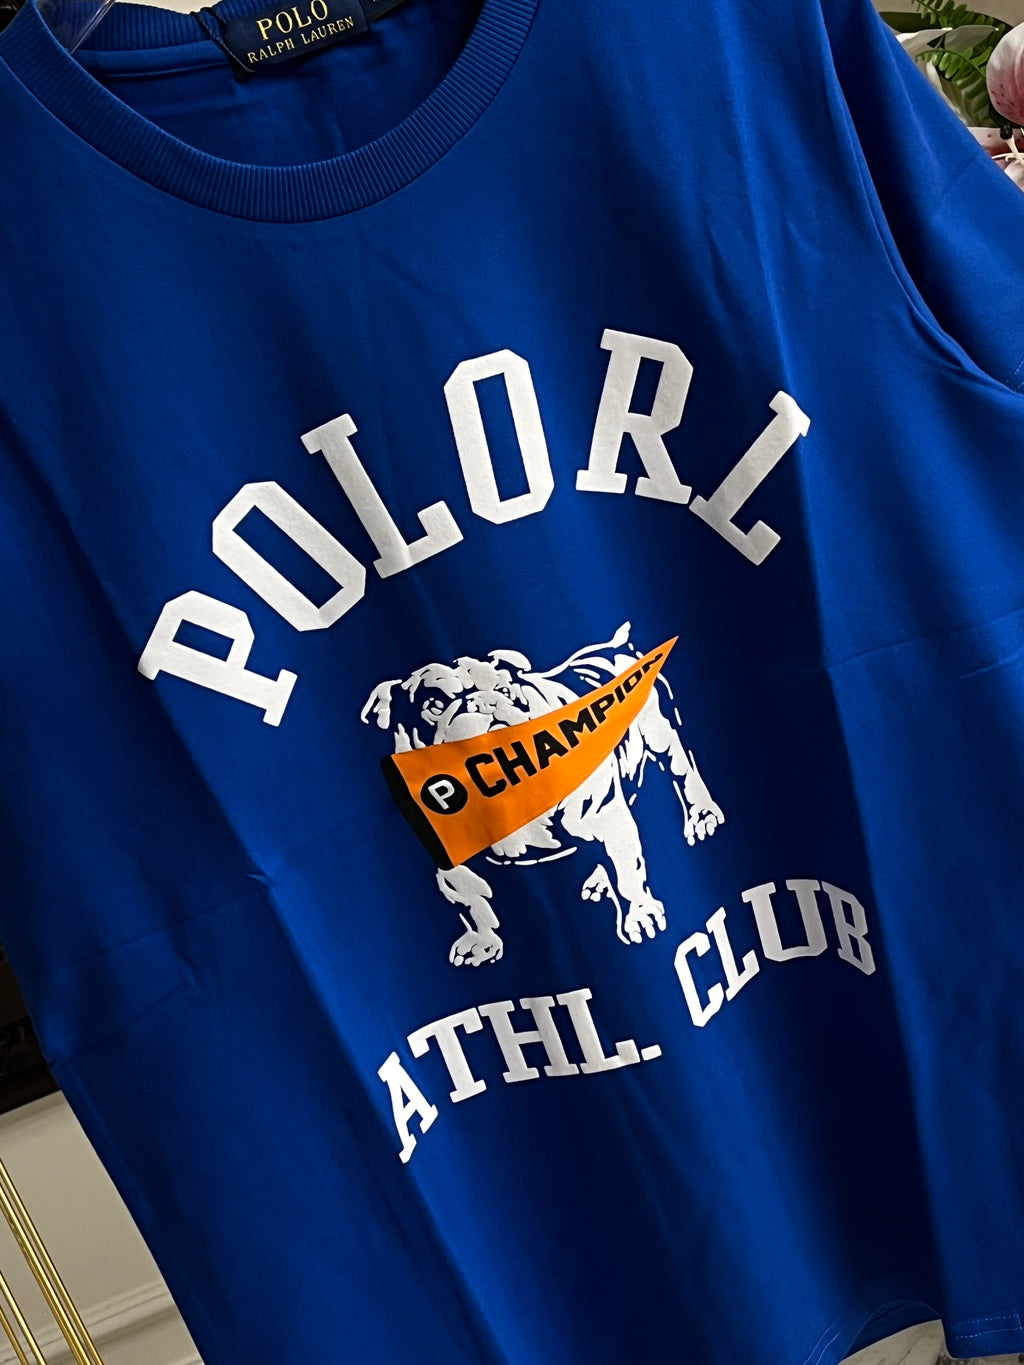 POLO
RALPH LAUREN
POLORL
P CHAMPION
ATHL. CLUB